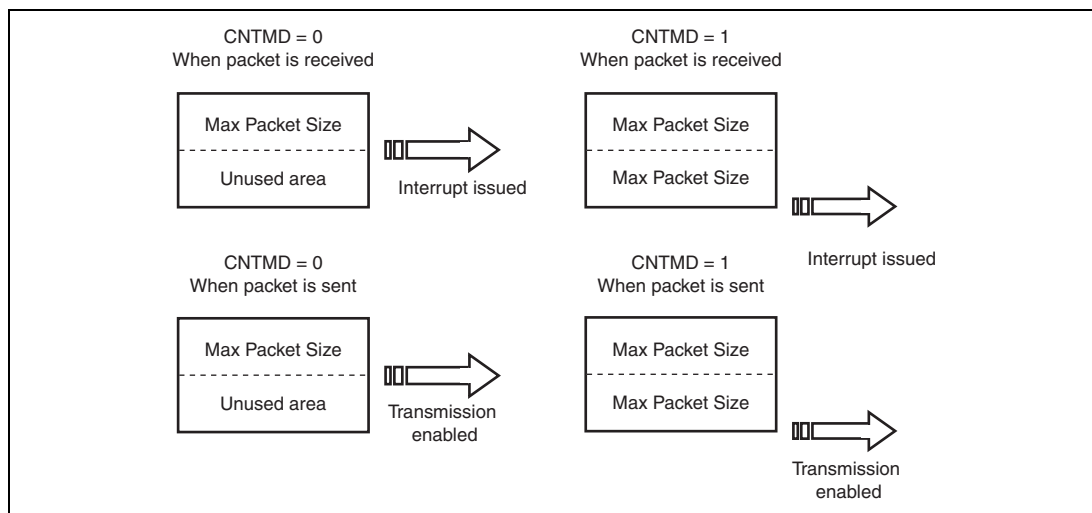 CNTMD = 0
When packet is received
Max Packet Size
Unused area
Interrupt issued
CNTMD = 1
When packet is received
Max Packet Size
Max Packet Size
Interrupt issued
CNTMD = 0
When packet is sent
Max Packet Size
Unused area
Transmission
enabled
CNTMD = 1
When packet is sent
Max Packet Size
Max Packet Size
Transmission
enabled